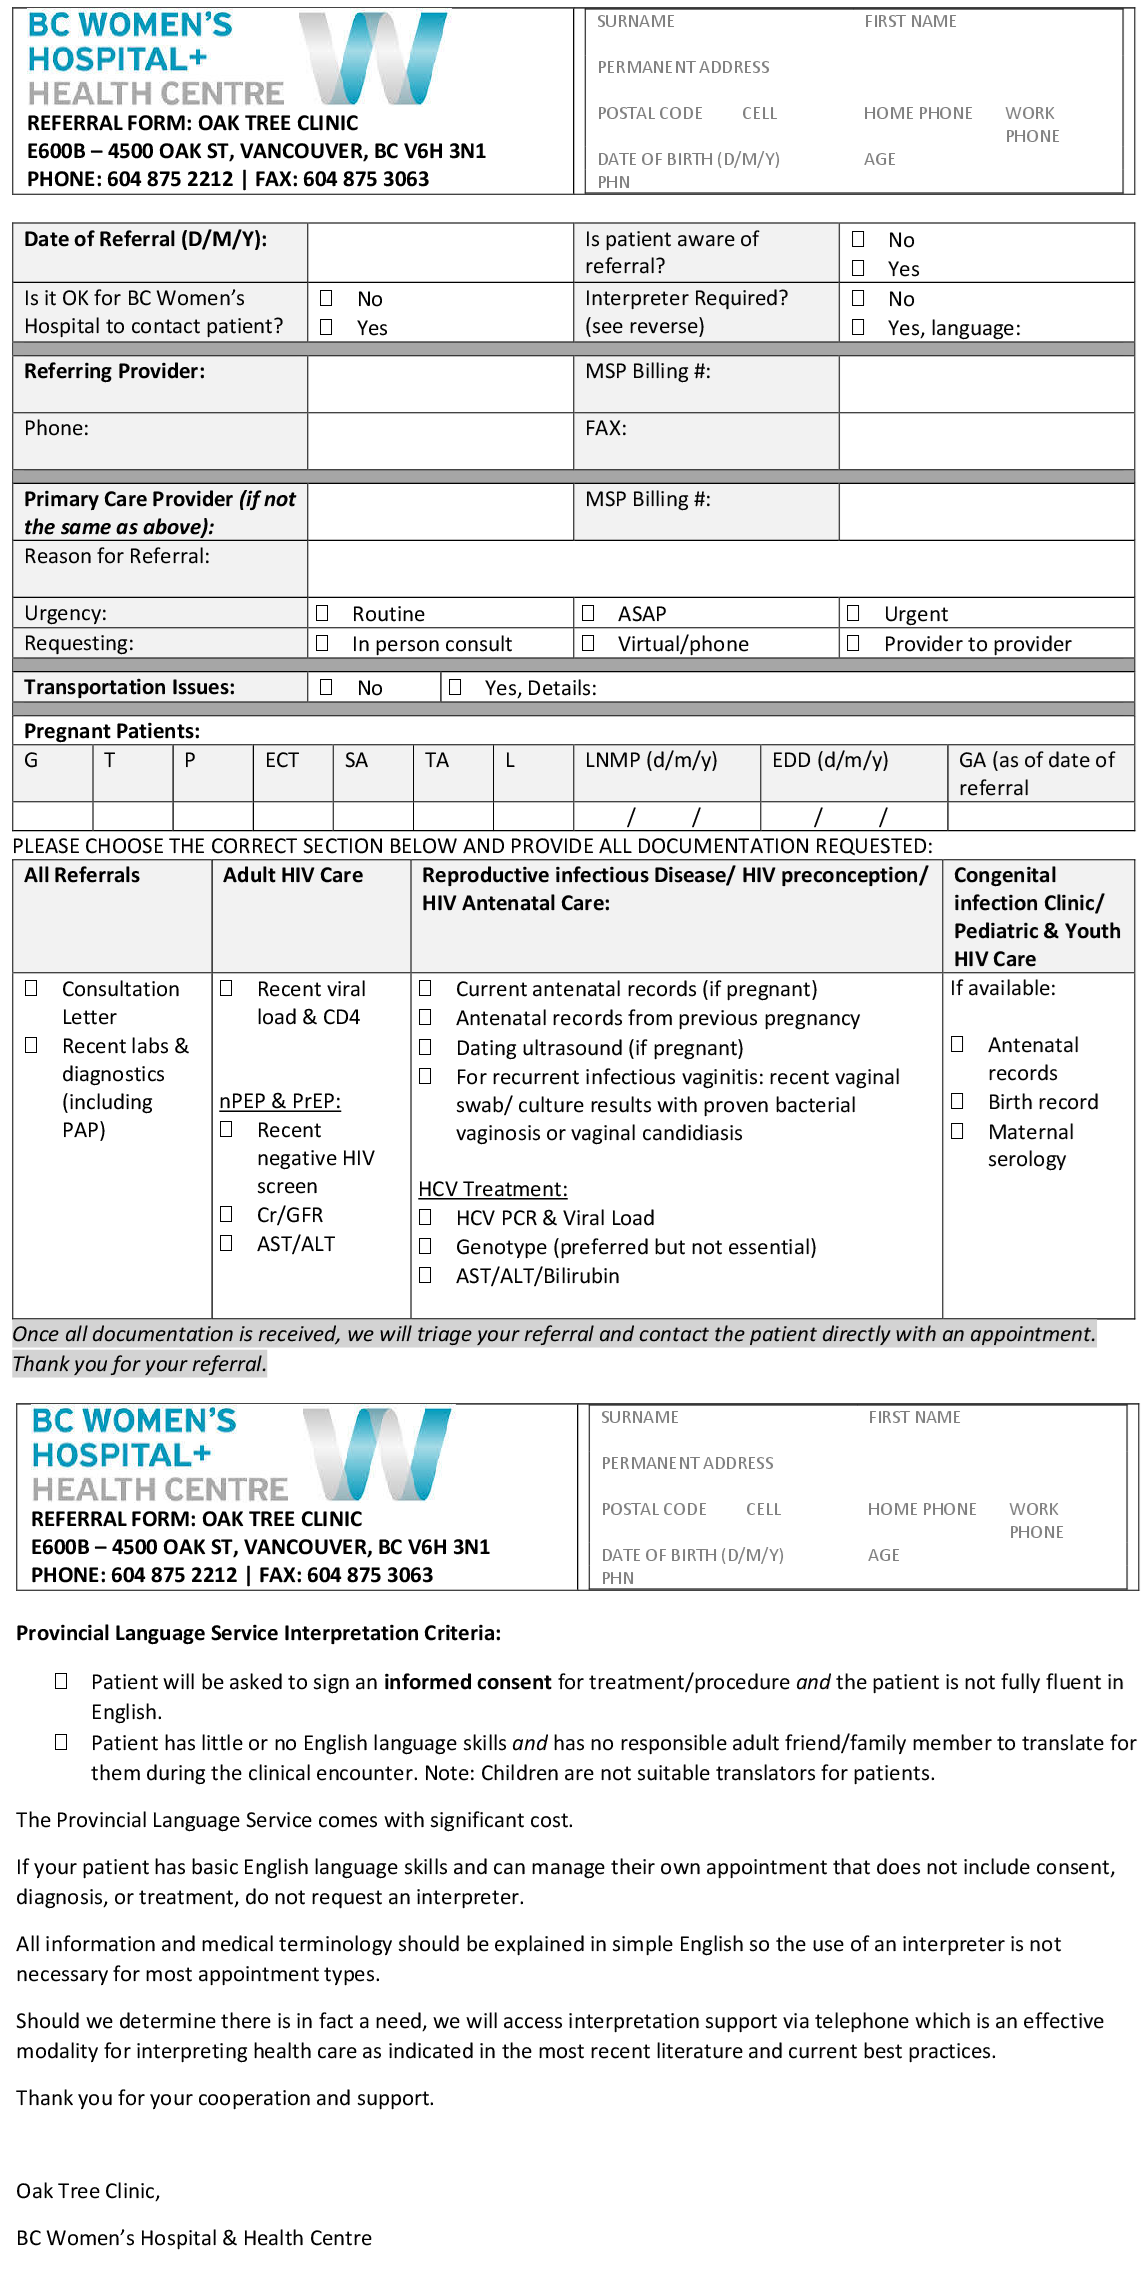 BC WOMEN'S
HOSPITAL+
HEALTH CENTRE
REFERRAL FORM: OAK TREE CLINIC
E600B – 4500 OAK ST, VANCOUVER, BC V6H 3N1
PHONE: 604 875 2212 | FAX: 604 875 3063
SURNAME FIRST NAME
PERMANENT ADDRESS
POSTAL CODE CELL HOME PHONE WORK
PHONE
DATE OF BIRTH (D/M/Y) AGE
PHN
Date of Referral (D/M/Y):
Is patient aware of
referral?
☐ No
☐ Yes
Is it OK for BC Women's
Hospital to contact patient?
☐ No
☐ Yes
Interpreter Required?
(see reverse)
☐ No
☐ Yes, language:
Referring Provider: MSP Billing #:
Phone: FAX:
Primary Care Provider (if not
the same as above):
MSP Billing #:
Reason for Referral:
Urgency: ☐ Routine ☐ ASAP ☐ Urgent
Requesting: ☐ In person consult ☐ Virtual/phone ☐ Provider to provider
Transportation Issues: ☐ No ☐ Yes, Details:
Pregnant Patients:
G T P ECT SA TA L LNMP (d/m/y) EDD (d/m/y) GA (as of date of
referral
/ / / /
PLEASE CHOOSE THE CORRECT SECTION BELOW AND PROVIDE ALL DOCUMENTATION REQUESTED:
All Referrals
☐ Consultation
Letter
☐ Recent labs &
diagnostics
(including
PAP)
Adult HIV Care
☐ Recent viral
load & CD4
nPEP & PrEP:
☐ Recent
negative HIV
screen
☐ Cr/GFR
☐ AST/ALT
Reproductive infectious Disease/ HIV preconception/
HIV Antenatal Care:
☐ Current antenatal records (if pregnant)
☐ Antenatal records from previous pregnancy
☐ Dating ultrasound (if pregnant)
☐ For recurrent infectious vaginitis: recent vaginal
swab/ culture results with proven bacterial
vaginosis or vaginal candidiasis
HCV Treatment:
☐ HCV PCR & Viral Load
☐ Genotype (preferred but not essential)
☐ AST/ALT/Bilirubin
Congenital
infection Clinic/
Pediatric & Youth
HIV Care
If available:
☐ Antenatal
records
☐ Birth record
☐ Maternal
serology
Once all documentation is received, we will triage your referral and contact the patient directly with an appointment.
Thank you for your referral.
BC WOMEN'S
HOSPITAL+
HEALTH CENTRE
REFERRAL FORM: OAK TREE CLINIC
E600B – 4500 OAK ST, VANCOUVER, BC V6H 3N1
PHONE: 604 875 2212 | FAX: 604 875 3063
SURNAME FIRST NAME
PERMANENT ADDRESS
POSTAL CODE CELL HOME PHONE WORK
PHONE
DATE OF BIRTH (D/M/Y) AGE
PHN
Provincial Language Service Interpretation Criteria:
☐ Patient will be asked to sign an informed consent for treatment/procedure and the patient is not fully fluent in
English.
☐ Patient has little or no English language skills and has no responsible adult friend/family member to translate for
them during the clinical encounter. Note: Children are not suitable translators for patients.
The Provincial Language Service comes with significant cost.
If your patient has basic English language skills and can manage their own appointment that does not include consent,
diagnosis, or treatment, do not request an interpreter.
All information and medical terminology should be explained in simple English so the use of an interpreter is not
necessary for most appointment types.
Should we determine there is in fact a need, we will access interpretation support via telephone which is an effective
modality for interpreting health care as indicated in the most recent literature and current best practices.
Thank you for your cooperation and support.
Oak Tree Clinic,
BC Women's Hospital & Health Centre